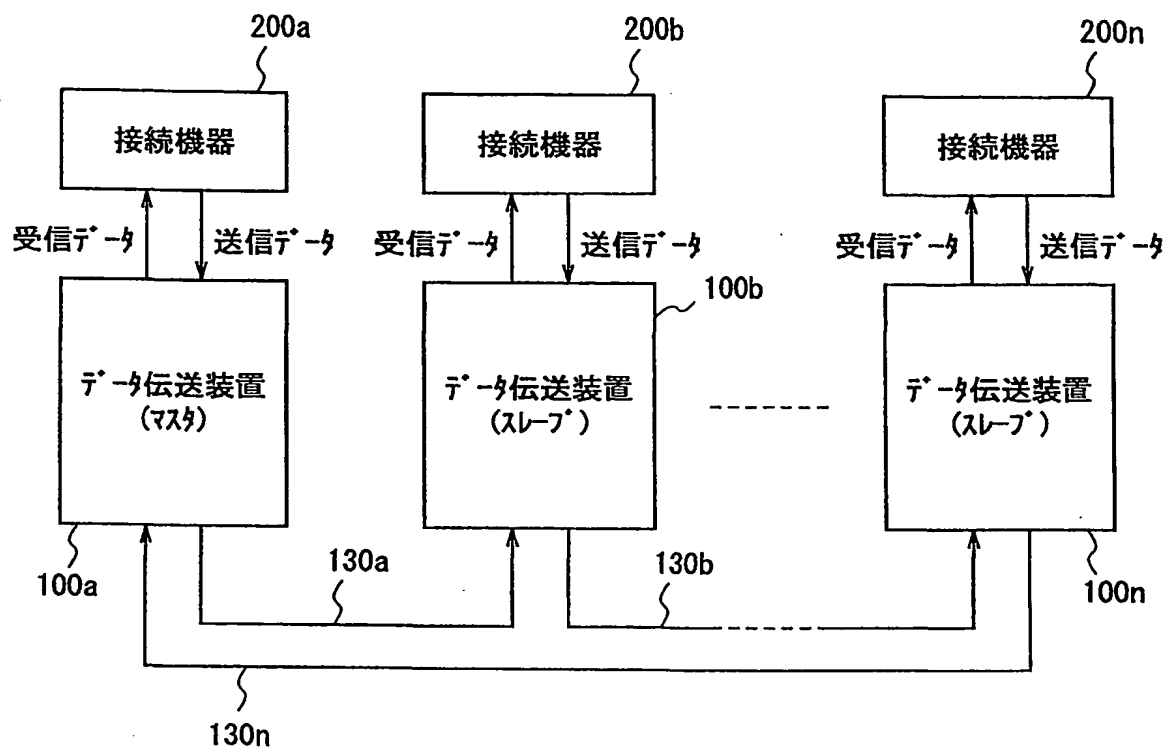 200a
200b
200n
接続機器
接続機器
接続機器
受信ﾃﾞｰﾀ
送信ﾃﾞｰﾀ
受信ﾃﾞｰﾀ
送信ﾃﾞｰﾀ
受信ﾃﾞｰﾀ
送信ﾃﾞｰﾀ
100b
ﾃﾞｰﾀ伝送装置
(ﾏｽﾀ)
ﾃﾞｰﾀ伝送装置
(ｽﾚｰﾌﾞ)
ﾃﾞｰﾀ伝送装置
(ｽﾚｰﾌﾞ)
100a
130a
130b
100n
130n